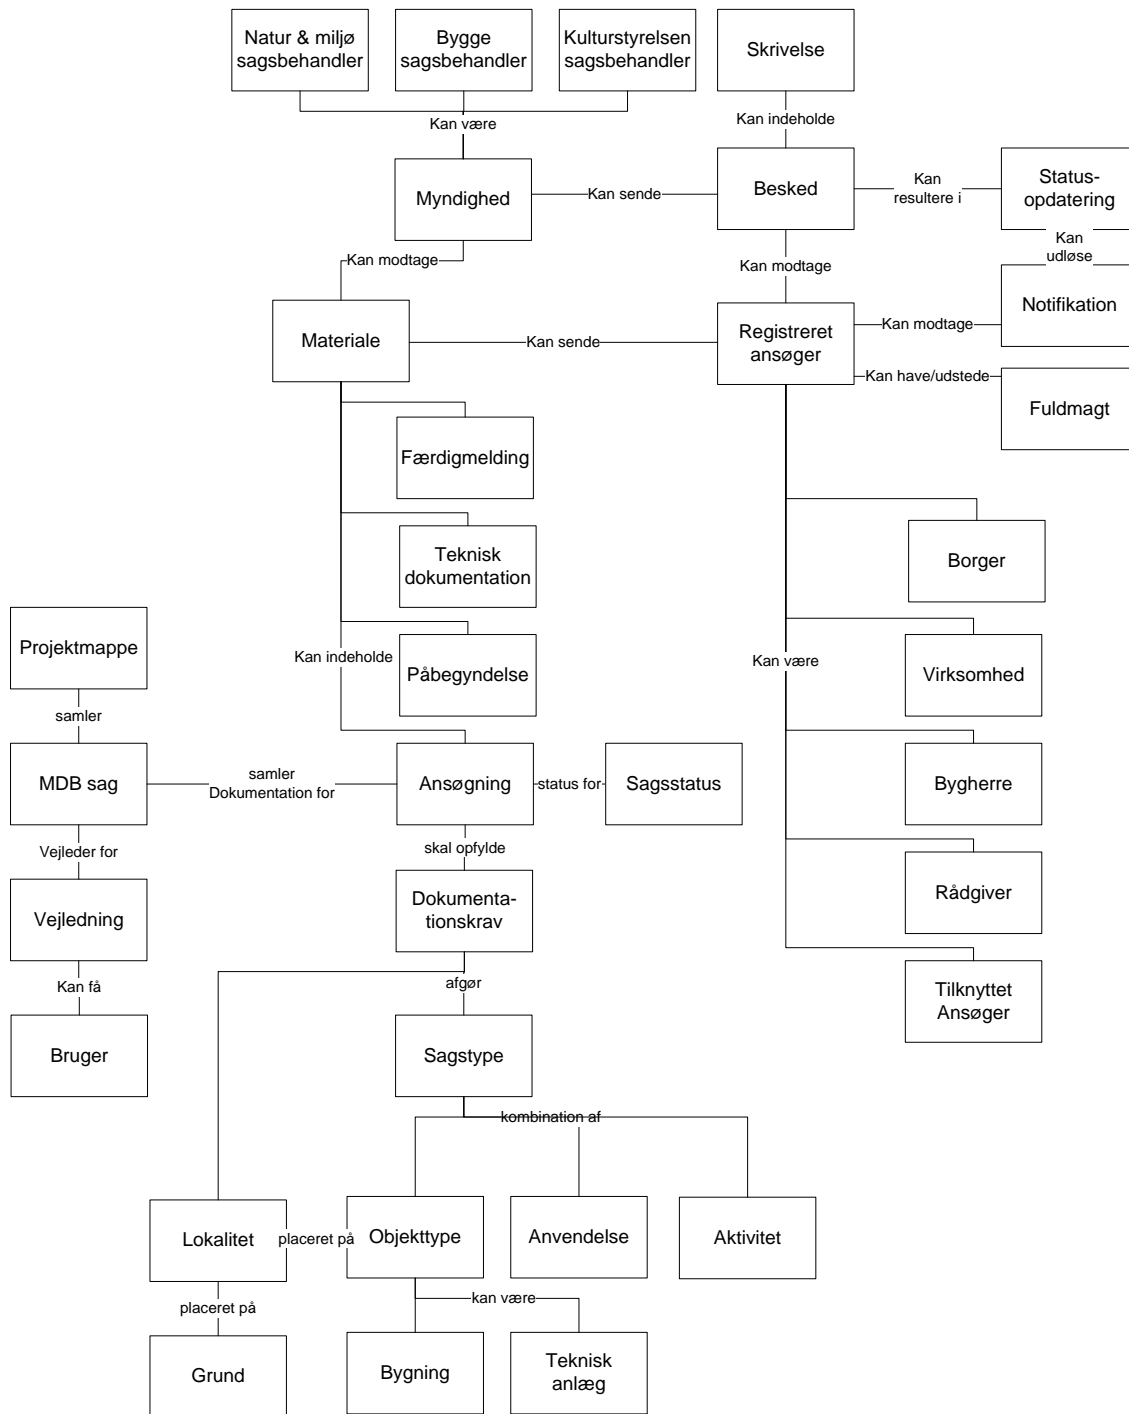 Natur & miljø
sagsbehandler
Bygge
sagsbehandler
Kulturstyrelsen
sagsbehandler
Skrivelse
Kan være
Kan indeholde
Myndighed
Kan sende
Besked
Kan
resultere i
Status-
opdatering
Kan modtage
Kan modtage
Kan
udløse
Materiale
Kan sende
Registreret
ansøger
Kan modtage
Notifikation
Kan have/udstede
Fuldmagt
Færdigmelding
Teknisk
dokumentation
Borger
Projektmappe
Kan indeholde
Påbegyndelse
Kan være
Virksomhed
samler
MDB sag
samler
Dokumentation for
Ansøgning
status for
Sagsstatus
Bygherre
Vejleder for
skal opfylde
Vejledning
Dokumenta-
tionskrav
Rådgiver
Kan få
afgør
Tilknyttet
Ansøger
Bruger
Sagstype
kombination af
Lokalitet
placeret på
Objekttype
Anvendelse
Aktivitet
placeret på
kan være
Grund
Bygning
Teknisk
anlæg